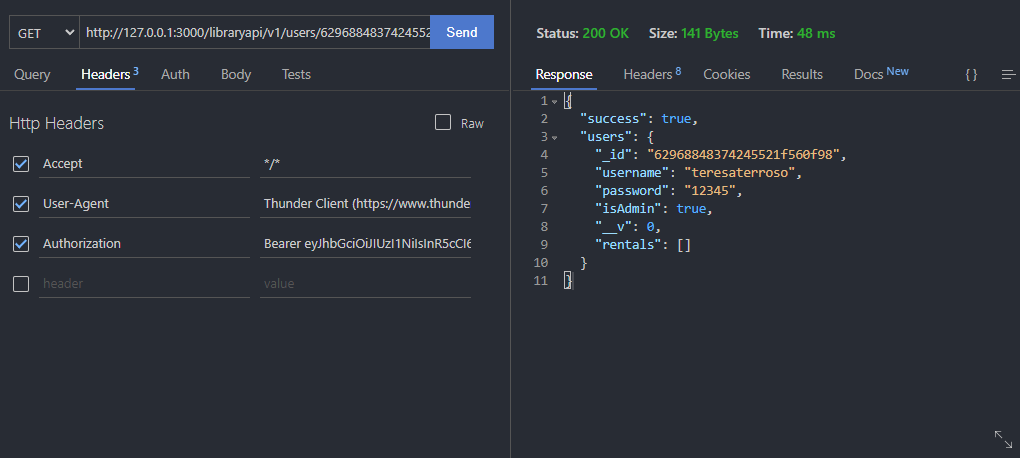 GET http://127.0.0.1:3000/libraryapi/v1/users/6296884837424552 Send
Query Headers 3 Auth Body Tests
Http Headers Raw
Accept */*
User-Agent Thunder Client (https://www.thunde
Authorization Bearer eyJhbGciOiJIUzI1NiIsInR5cCI6
header value
Status: 200 OK Size: 141 Bytes Time: 48 ms
Response Headers 8 Cookies Results Docs New {}
1 {
2 "success": true,
3 "users": {
4 "_id": "62968848374245521f560f98",
5 "username": "teresaterroso",
6 "password": "12345",
7 "isAdmin": true,
8 "__v": 0,
9 "rentals": []
10 }
11 }